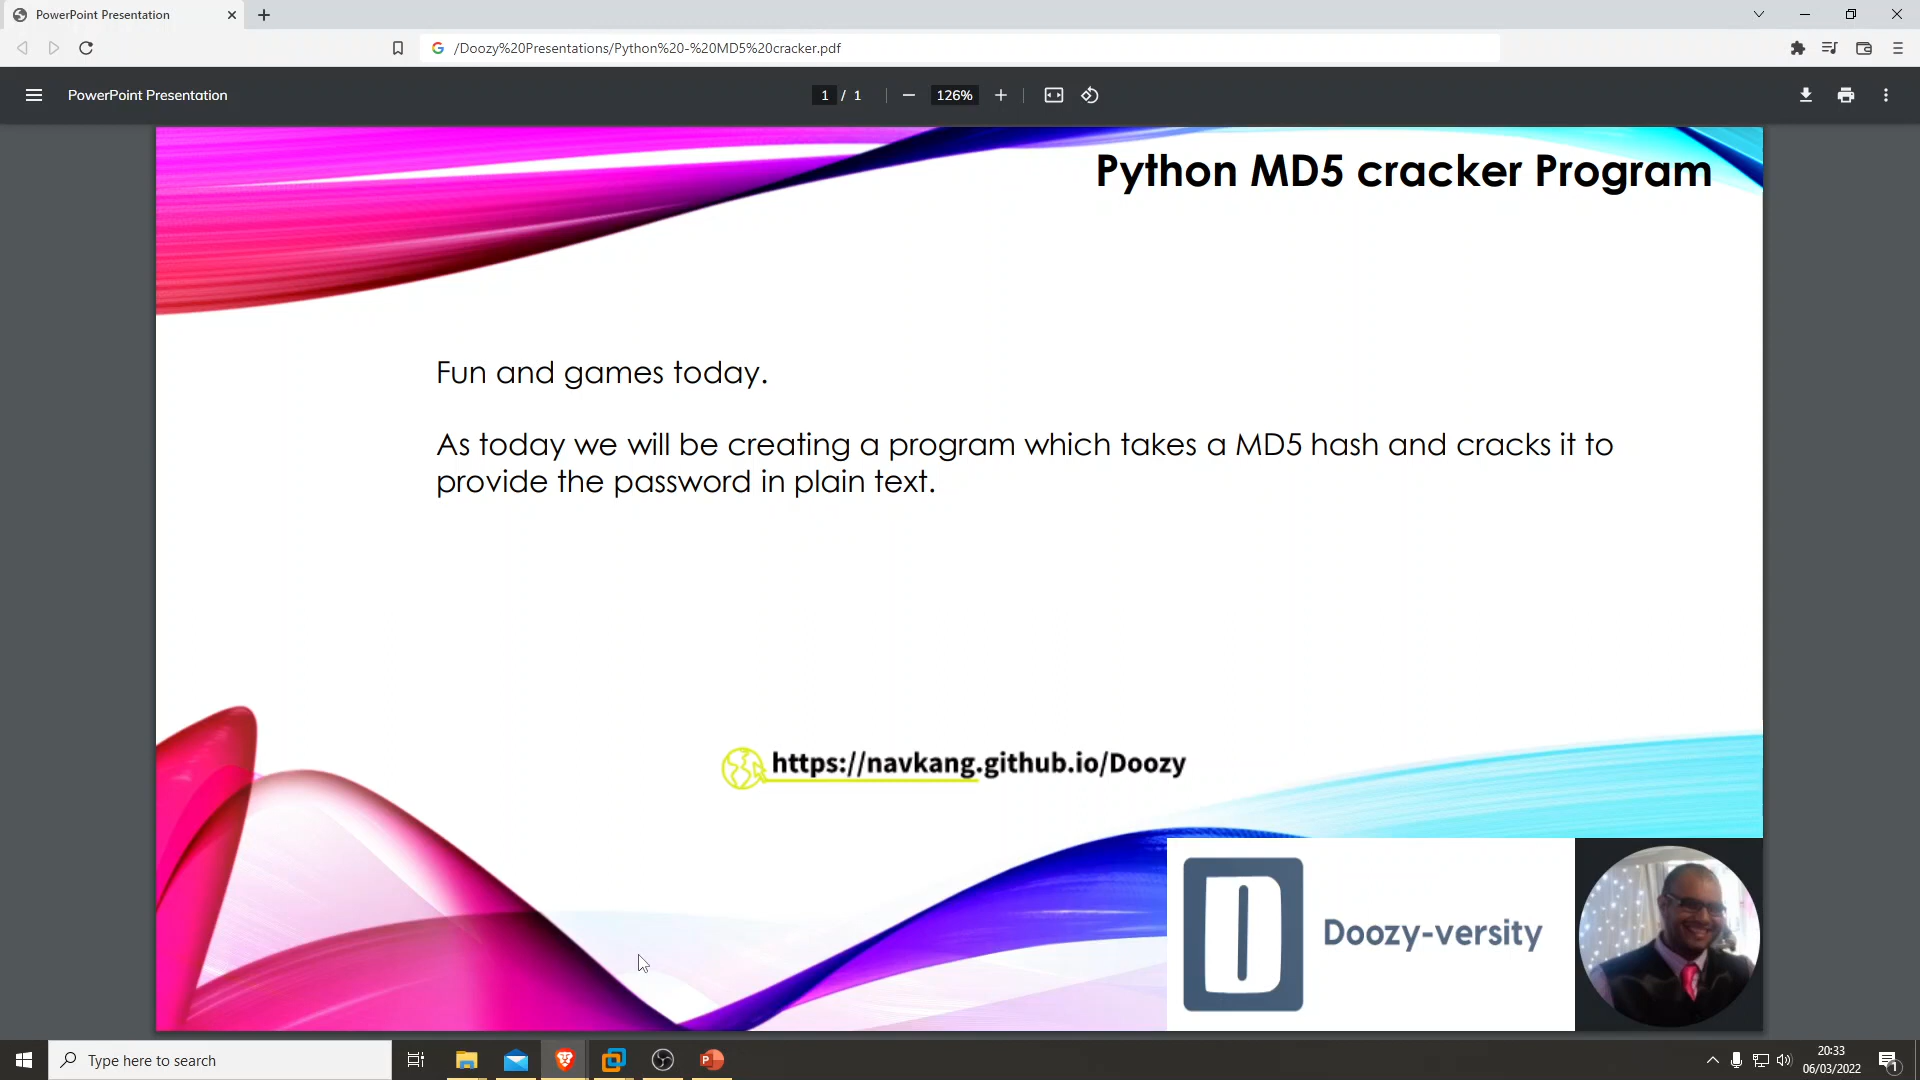 PowerPoint Presentation
/Doozy%20Presentations/Python%20-%20MD5%20cracker.pdf
PowerPoint Presentation
1 / 1
126%
Python MD5 cracker Program
Fun and games today.
As today we will be creating a program which takes a MD5 hash and cracks it to
provide the password in plain text.
https://navkang.github.io/Doozy
D
Doozy-versity
Type here to search
20:33
06/03/2022
1